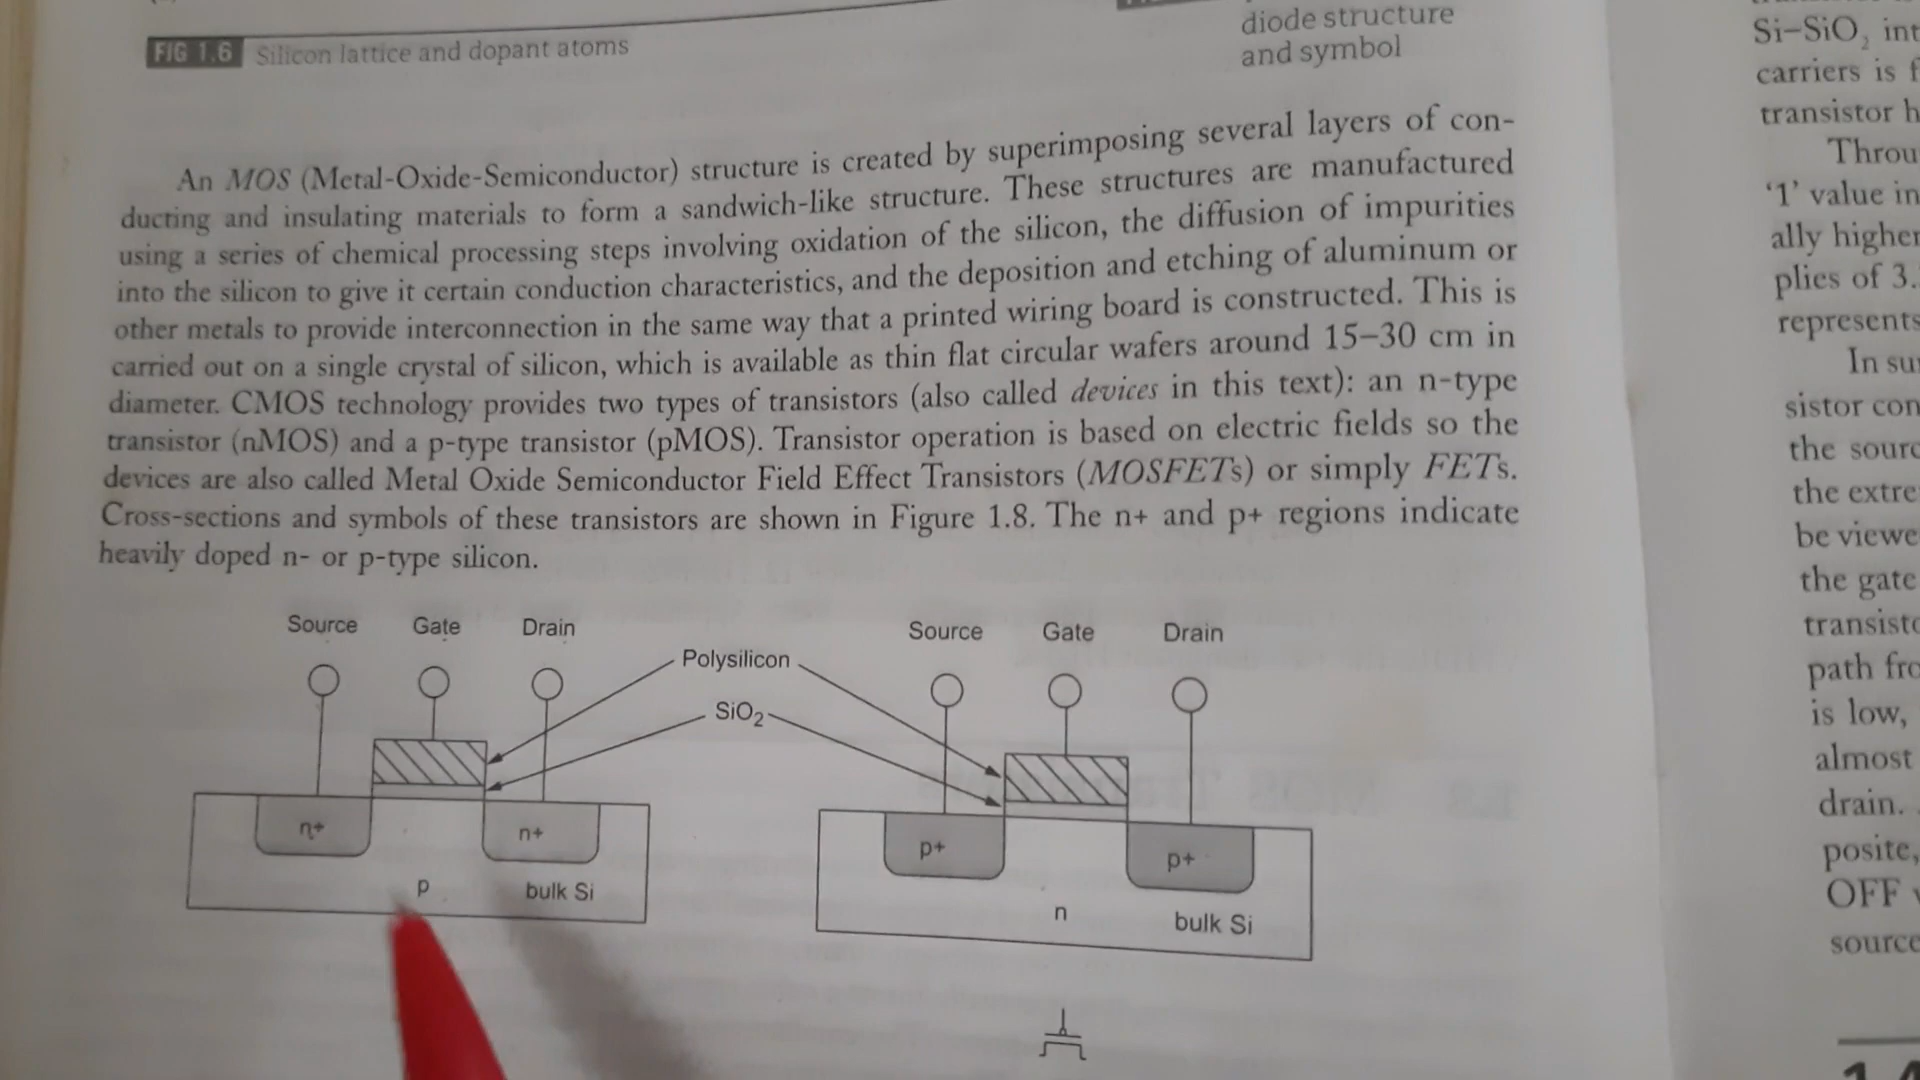 FIG 1.6 Silicon lattice and dopant atoms
diode structure
and symbol
An MOS (Metal-Oxide-Semiconductor) structure is created by superimposing several layers of con-
ducting and insulating materials to form a sandwich-like structure. These structures are manufactured
using a series of chemical processing steps involving oxidation of the silicon, the diffusion of impurities
into the silicon to give it certain conduction characteristics, and the deposition and etching of aluminum or
other metals to provide interconnection in the same way that a printed wiring board is constructed. This is
carried out on a single crystal of silicon, which is available as thin flat circular wafers around 15–30 cm in
diameter. CMOS technology provides two types of transistors (also called devices in this text): an n-type
transistor (nMOS) and a p-type transistor (pMOS). Transistor operation is based on electric fields so the
devices are also called Metal Oxide Semiconductor Field Effect Transistors (MOSFETs) or simply FETs.
Cross-sections and symbols of these transistors are shown in Figure 1.8. The n+ and p+ regions indicate
heavily doped n- or p-type silicon.
Source Gate Drain
Polysilicon
SiO2
n+ n+
p bulk Si
Source Gate Drain
p+ p+
n bulk Si
Si–SiO2 int
carriers is f
transistor h
Throu
'1' value in
ally higher
plies of 3.
represents
In su
sistor con
the sourc
the extre
be viewe
the gate
transisto
path fro
is low,
almost
drain.
posite,
OFF
source